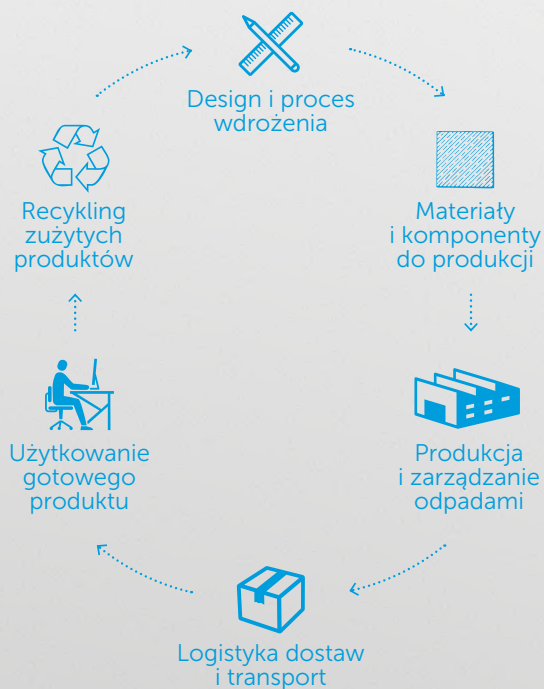 Design i proces
wdrożenia
Materiały
i komponenty
do produkcji
Produkcja
i zarządzanie
odpadami
Logistyka dostaw
i transport
Użytkowanie
gotowego
produktu
Recykling
zużytych
produktów